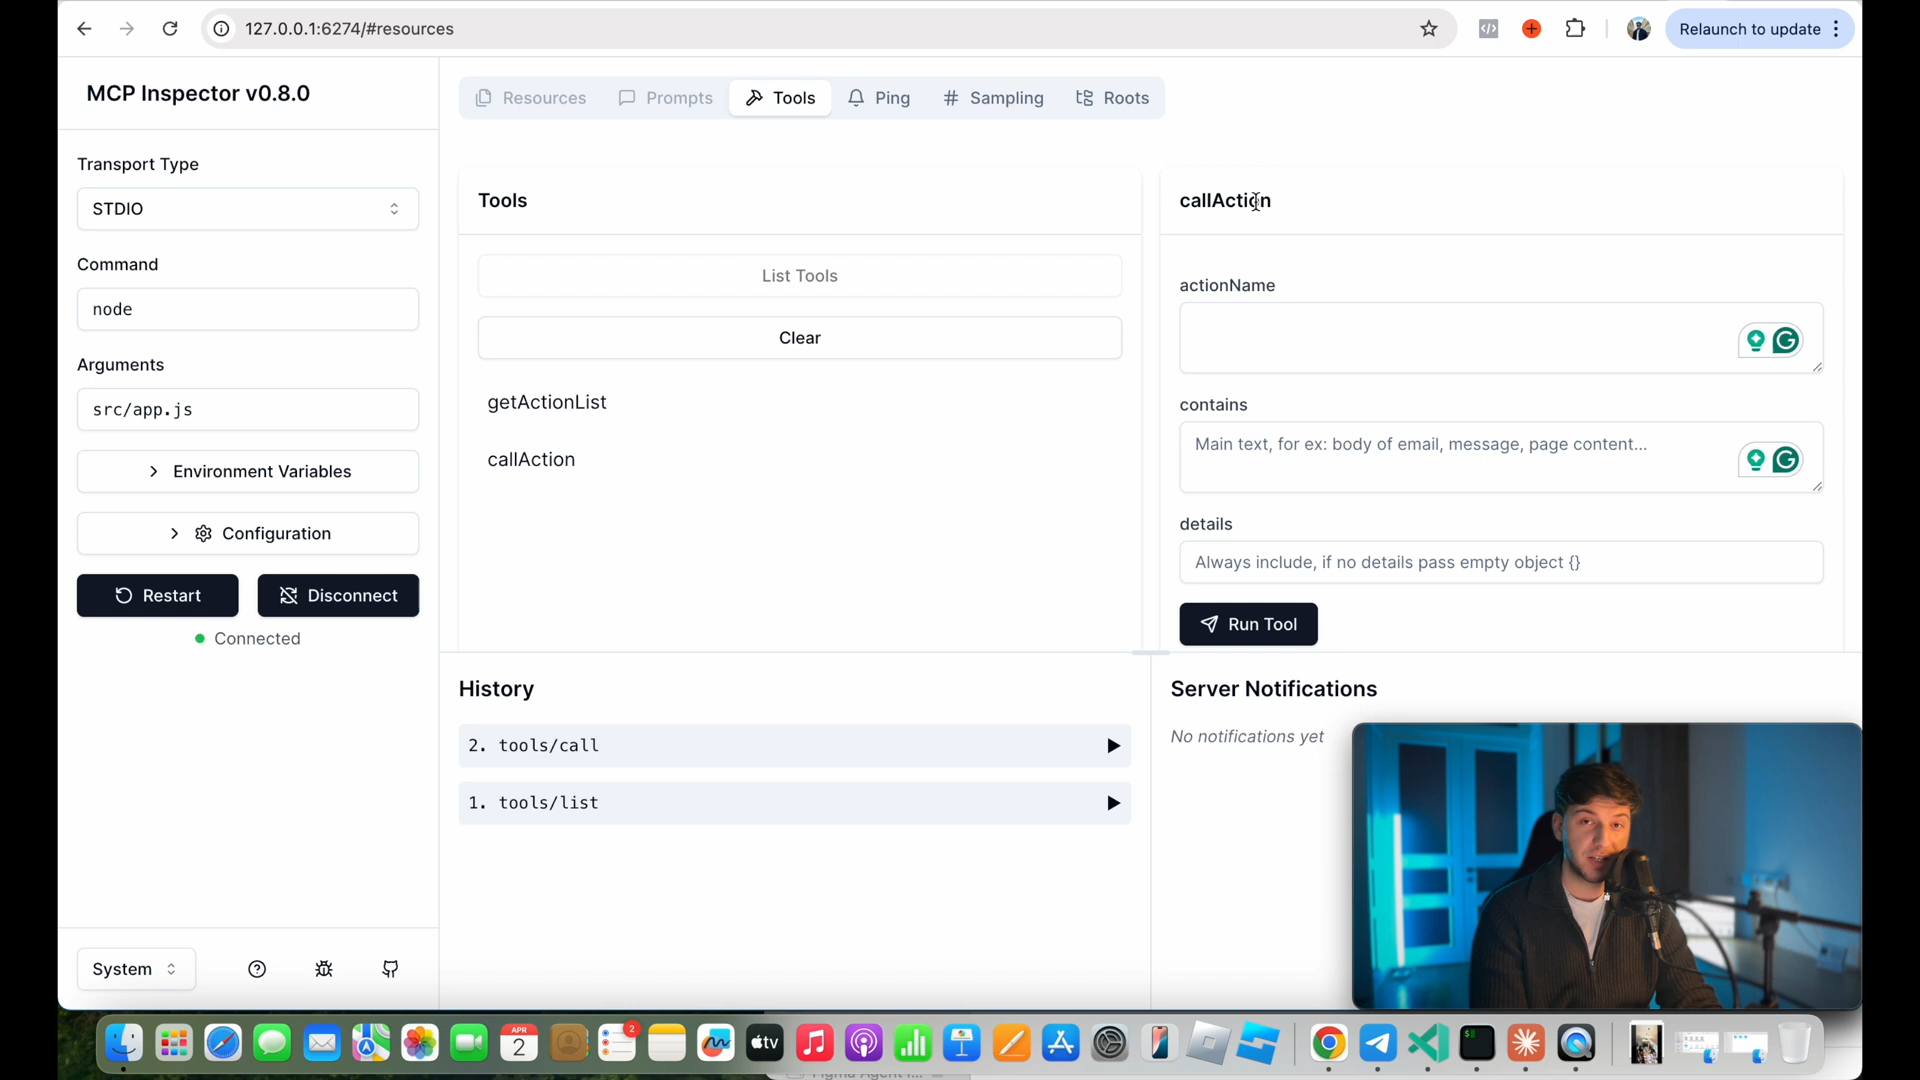 127.0.0.1:6274/#resources
Relaunch to update
MCP Inspector v0.8.0
Resources
Prompts
Tools
Ping
Sampling
Roots
Transport Type
STDIO
Command
node
Arguments
src/app.js
Environment Variables
Configuration
Restart
Disconnect
Connected
System
Tools
List Tools
Clear
getActionList
callAction
callAction
actionName
contains
Main text, for ex: body of email, message, page content...
details
Always include, if no details pass empty object {}
Run Tool
History
2. tools/call
1. tools/list
Server Notifications
No notifications yet
APR
2
2
tv
$